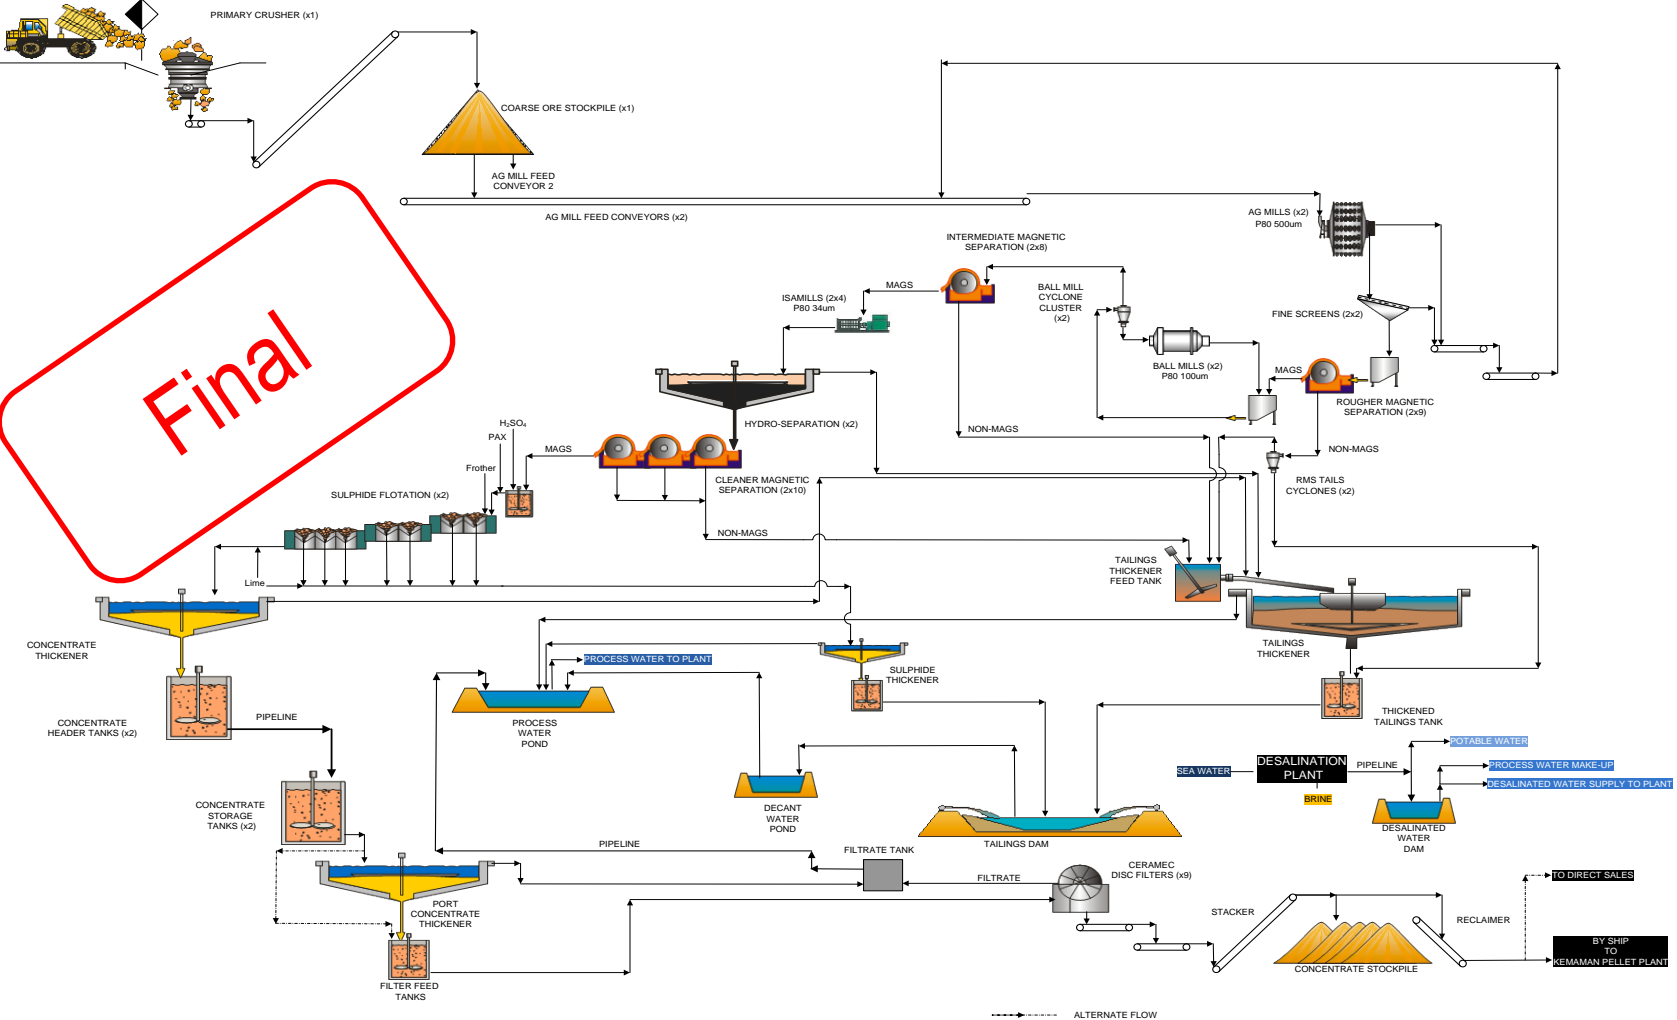 PRIMARY CRUSHER (x1)
COARSE ORE STOCKPILE (x1)
AG MILL FEED
CONVEYOR 2
AG MILL FEED CONVEYORS (x2)
AG MILLS (x2)
P80 500um
INTERMEDIATE MAGNETIC
SEPARATION (2x8)
MAGS
ISAMILLS (2x4)
P80 34um
BALL MILL
CYCLONE
CLUSTER
(x2)
FINE SCREENS (2x2)
BALL MILLS (x2)
P80 100um
MAGS
ROUGHER MAGNETIC
SEPARATION (2x9)
Final
HYDRO-SEPARATION (x2)
NON-MAGS
NON-MAGS
H2SO4
PAX
MAGS
Frother
CLEANER MAGNETIC
SEPARATION (2x10)
RMS TAILS
CYCLONES (x2)
SULPHIDE FLOTATION (x2)
NON-MAGS
TAILINGS
THICKENER
FEED TANK
Lime
CONCENTRATE
THICKENER
TAILINGS
THICKENER
PROCESS WATER TO PLANT
SULPHIDE
THICKENER
CONCENTRATE
HEADER TANKS (x2)
PIPELINE
PROCESS
WATER
POND
THICKENED
TAILINGS TANK
POTABLE WATER
SEA WATER
DESALINATION
PLANT
PIPELINE
PROCESS WATER MAKE-UP
DESALINATED WATER SUPPLY TO PLANT
BRINE
CONCENTRATE
STORAGE
TANKS (x2)
DECANT
WATER
POND
DESALINATED
WATER
DAM
TAILINGS DAM
PIPELINE
FILTRATE TANK
FILTRATE
CERAMEC
DISC FILTERS (x9)
TO DIRECT SALES
PORT
CONCENTRATE
THICKENER
STACKER
RECLAIMER
BY SHIP
TO
KEMAMAN PELLET PLANT
CONCENTRATE STOCKPILE
FILTER FEED
TANKS
ALTERNATE FLOW